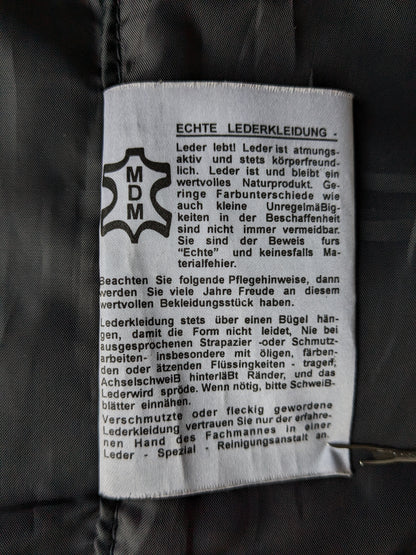 ECHTE LEDERKLEIDUNG -
Leder lebt! Leder ist atmungs-
aktiv und stets körperfreund-
lich. Leder ist und bleibt ein
wertvolles Naturprodukt. Ge-
ringe Farbunterschiede wie
auch kleine Unregelmäßig-
keiten in der Beschaffenheit
sind nicht immer vermeidbar.
Sie sind der Beweis furs
"Echte" und keinesfalls Ma-
terialfehler.
MDM
Beachten Sie folgende Pflegehinweise, dann
werden Sie viele Jahre Freude an diesem
wertvollen Bekleidungsstück haben.
Lederkleidung stets über einen Bügel hän-
gen, damit die Form nicht leidet, Nie bei
ausgesprochenen Strapazier -oder Schmutz-
arbeiten- insbesondere mit öligen, färben-
den oder ätzenden Flüssingkeiten - tragen,
Achselschweiß hinterläßt Ränder, und das
Lederwird spröde. Wenn nötig, bitte Schweiß-
blätter einnähen.
Verschmutzte oder fleckig gewordene
Lederkleidung vertrauen Sie nur der erfahre-
nen Hand des Fachmannes in einer
Leder - Spezial - Reinigungsanstalt an.